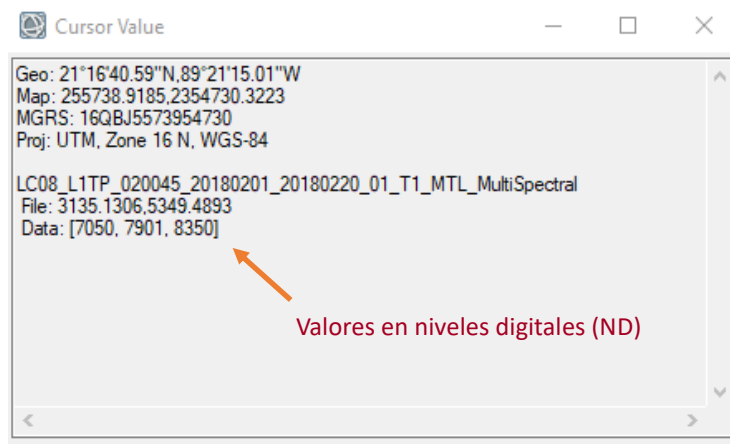 Cursor Value
Geo: 21°16'40.59"N,89°21'15.01"W
Map: 255738.9185,2354730.3223
MGRS: 16QBJ5573954730
Proj: UTM, Zone 16 N, WGS-84
LC08_L1TP_020045_20180201_20180220_01_T1_MTL_MultiSpectral
File: 3135.1306,5349.4893
Data: [7050, 7901, 8350]
Valores en niveles digitales (ND)